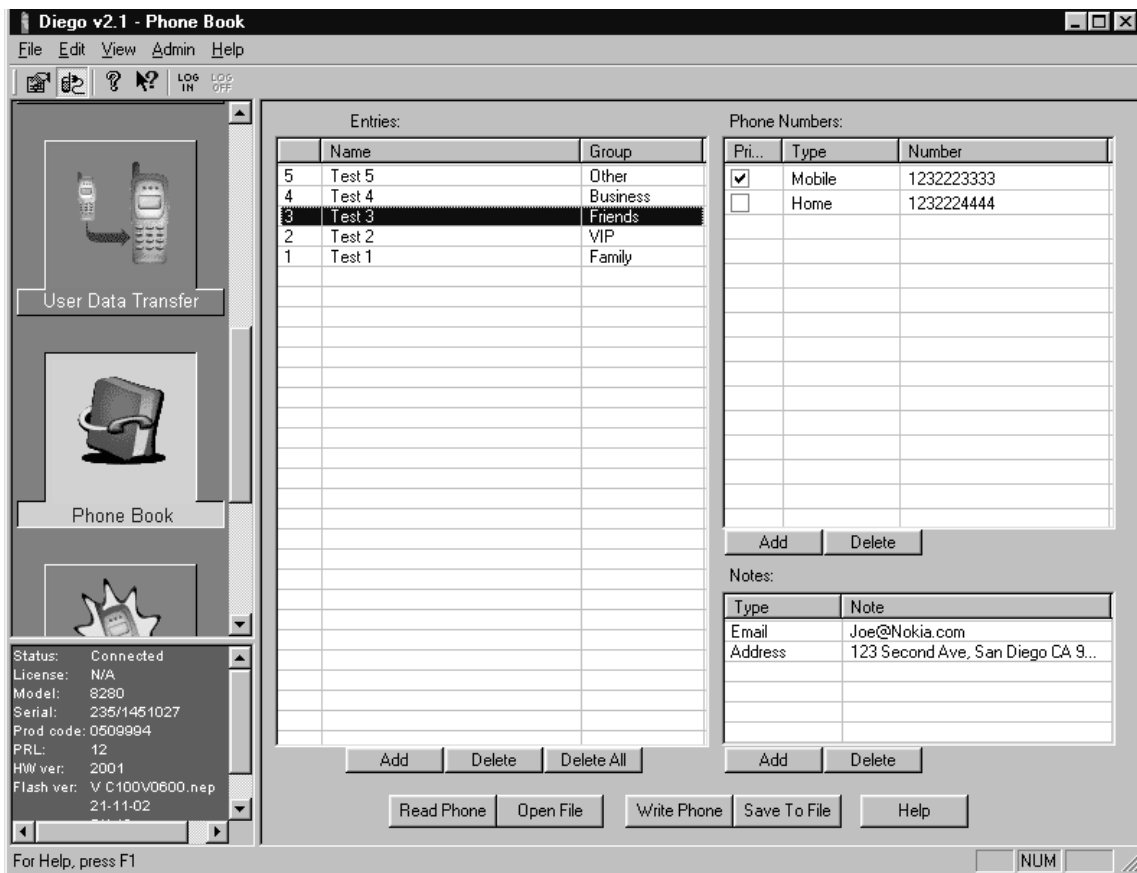 Diego v2.1 - Phone Book
File Edit View Admin Help
LOG IN LOG OFF
User Data Transfer
Phone Book
Status: Connected
License: N/A
Model: 8280
Serial: 235/1451027
Prod code: 0509994
PRL: 12
HW ver: 2001
Flash ver: V C100V0600.nep
21-11-02
Entries:
Name Group
5 Test 5 Other
4 Test 4 Business
3 Test 3 Friends
2 Test 2 VIP
1 Test 1 Family
Add Delete Delete All
Phone Numbers:
Pri... Type Number
Mobile 1232223333
Home 1232224444
Add Delete
Notes:
Type Note
Email Joe@Nokia.com
Address 123 Second Ave, San Diego CA 9...
Add Delete
Read Phone Open File Write Phone Save To File Help
For Help, press F1 NUM